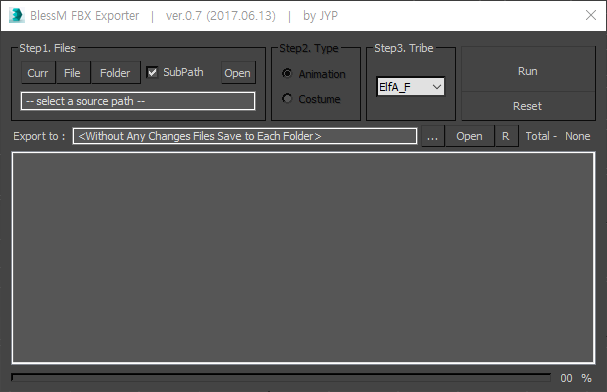 BlessM FBX Exporter | ver.0.7 (2017.06.13) | by JYP
Step1. Files
Curr File Folder SubPath Open
-- select a source path --
Step2. Type
Animation
Costume
Step3. Tribe
ElfA_F
Run
Reset
Export to : <Without Any Changes Files Save to Each Folder> ... Open R Total - None
00 %